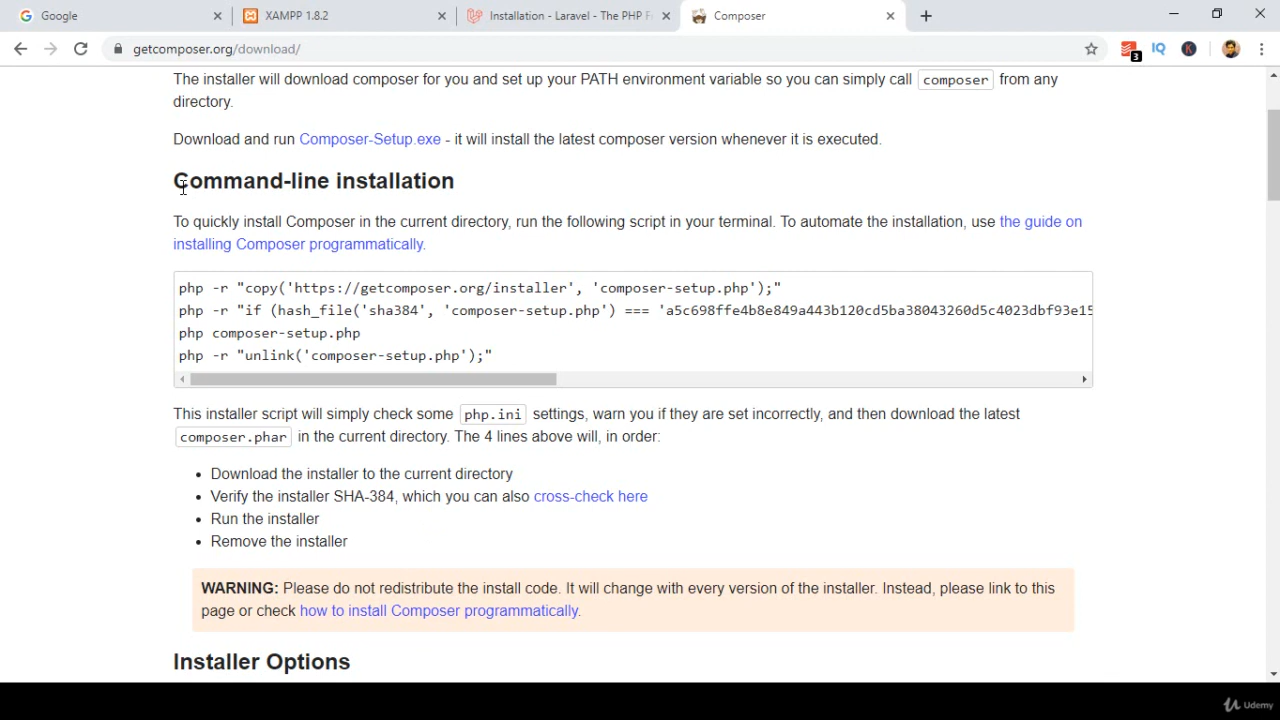 Google
XAMPP 1.8.2
Installation - Laravel - The PHP F
Composer
getcomposer.org/download/
3
IQ
K
The installer will download composer for you and set up your PATH environment variable so you can simply call composer from any
directory.
Download and run Composer-Setup.exe - it will install the latest composer version whenever it is executed.
Command-line installation
To quickly install Composer in the current directory, run the following script in your terminal. To automate the installation, use the guide on
installing Composer programmatically.
php -r "copy('https://getcomposer.org/installer', 'composer-setup.php');"
php -r "if (hash_file('sha384', 'composer-setup.php') === 'a5c698ffe4b8e849a443b120cd5ba38043260d5c4023dbf93e15
php composer-setup.php
php -r "unlink('composer-setup.php');"
This installer script will simply check some php.ini settings, warn you if they are set incorrectly, and then download the latest
composer.phar in the current directory. The 4 lines above will, in order:
• Download the installer to the current directory
• Verify the installer SHA-384, which you can also cross-check here
• Run the installer
• Remove the installer
WARNING: Please do not redistribute the install code. It will change with every version of the installer. Instead, please link to this
page or check how to install Composer programmatically.
Installer Options
Udemy